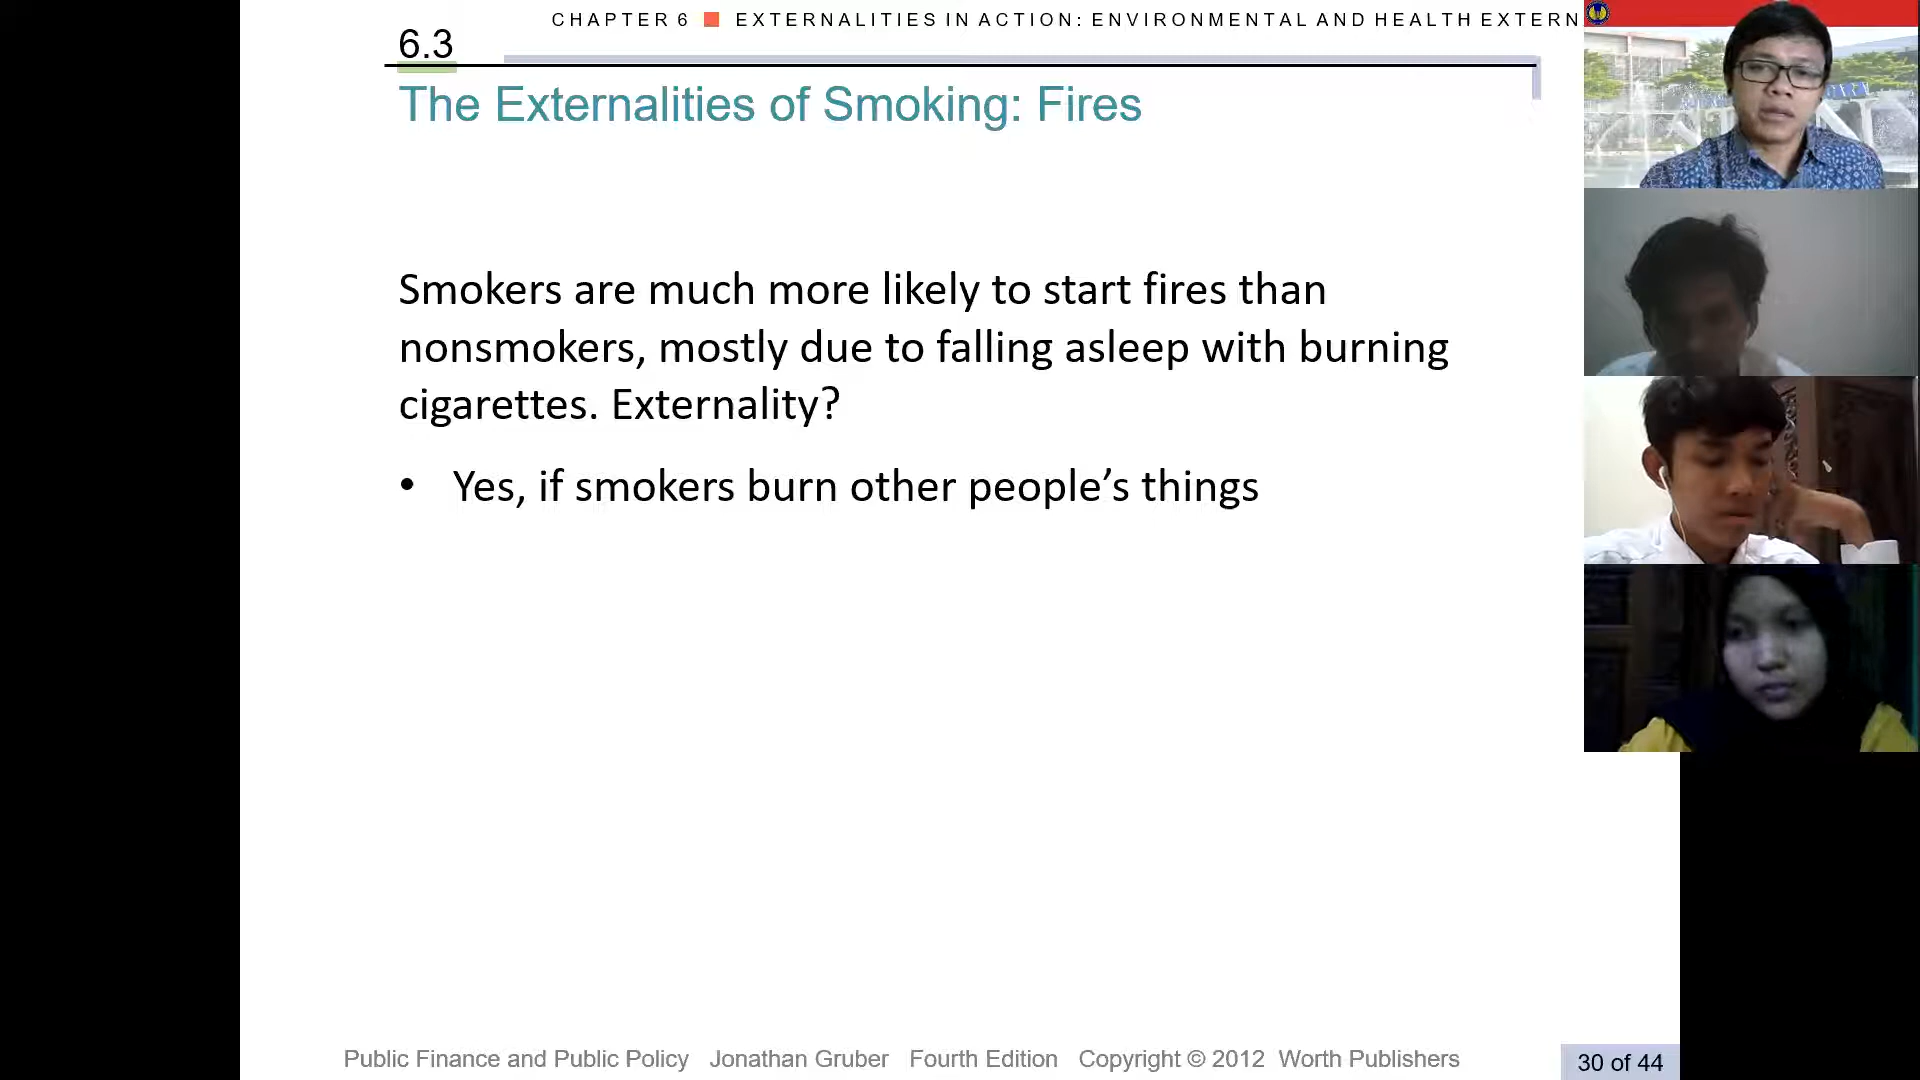 CHAPTER 6 ■ EXTERNALITIES IN ACTION: ENVIRONMENTAL AND HEALTH EXTERN
6.3
The Externalities of Smoking: Fires
Smokers are much more likely to start fires than
nonsmokers, mostly due to falling asleep with burning
cigarettes. Externality?
• Yes, if smokers burn other people’s things
Public Finance and Public Policy Jonathan Gruber Fourth Edition Copyright © 2012 Worth Publishers
30 of 44